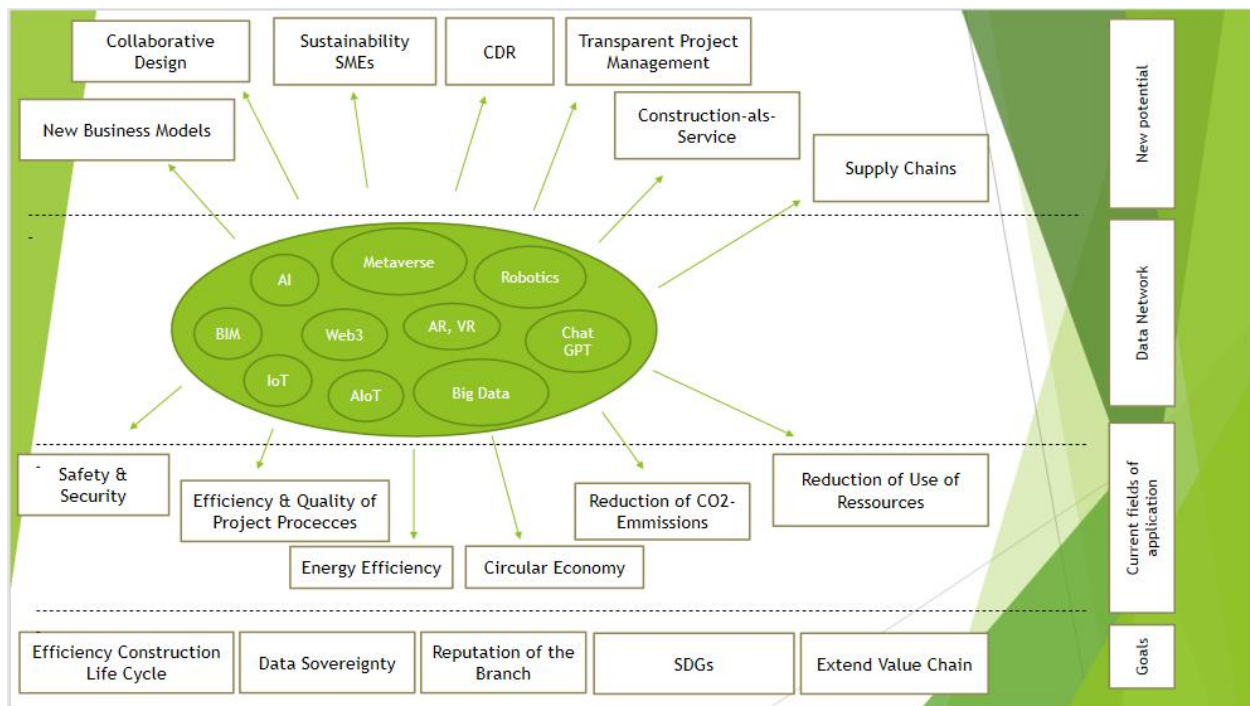 Collaborative
Design
Sustainability
SMEs
CDR
Transparent Project
Management
New Business Models
Construction-als-
Service
Supply Chains
New potential
AI
Metaverse
Robotics
BIM
Web3
AR, VR
Chat
GPT
IoT
AIoT
Big Data
Data Network
Safety &
Security
Efficiency & Quality of
Project Procecces
Energy Efficiency
Circular Economy
Reduction of CO2-
Emmissions
Reduction of Use of
Ressources
Current fields of
application
Efficiency Construction
Life Cycle
Data Sovereignty
Reputation of the
Branch
SDGs
Extend Value Chain
Goals